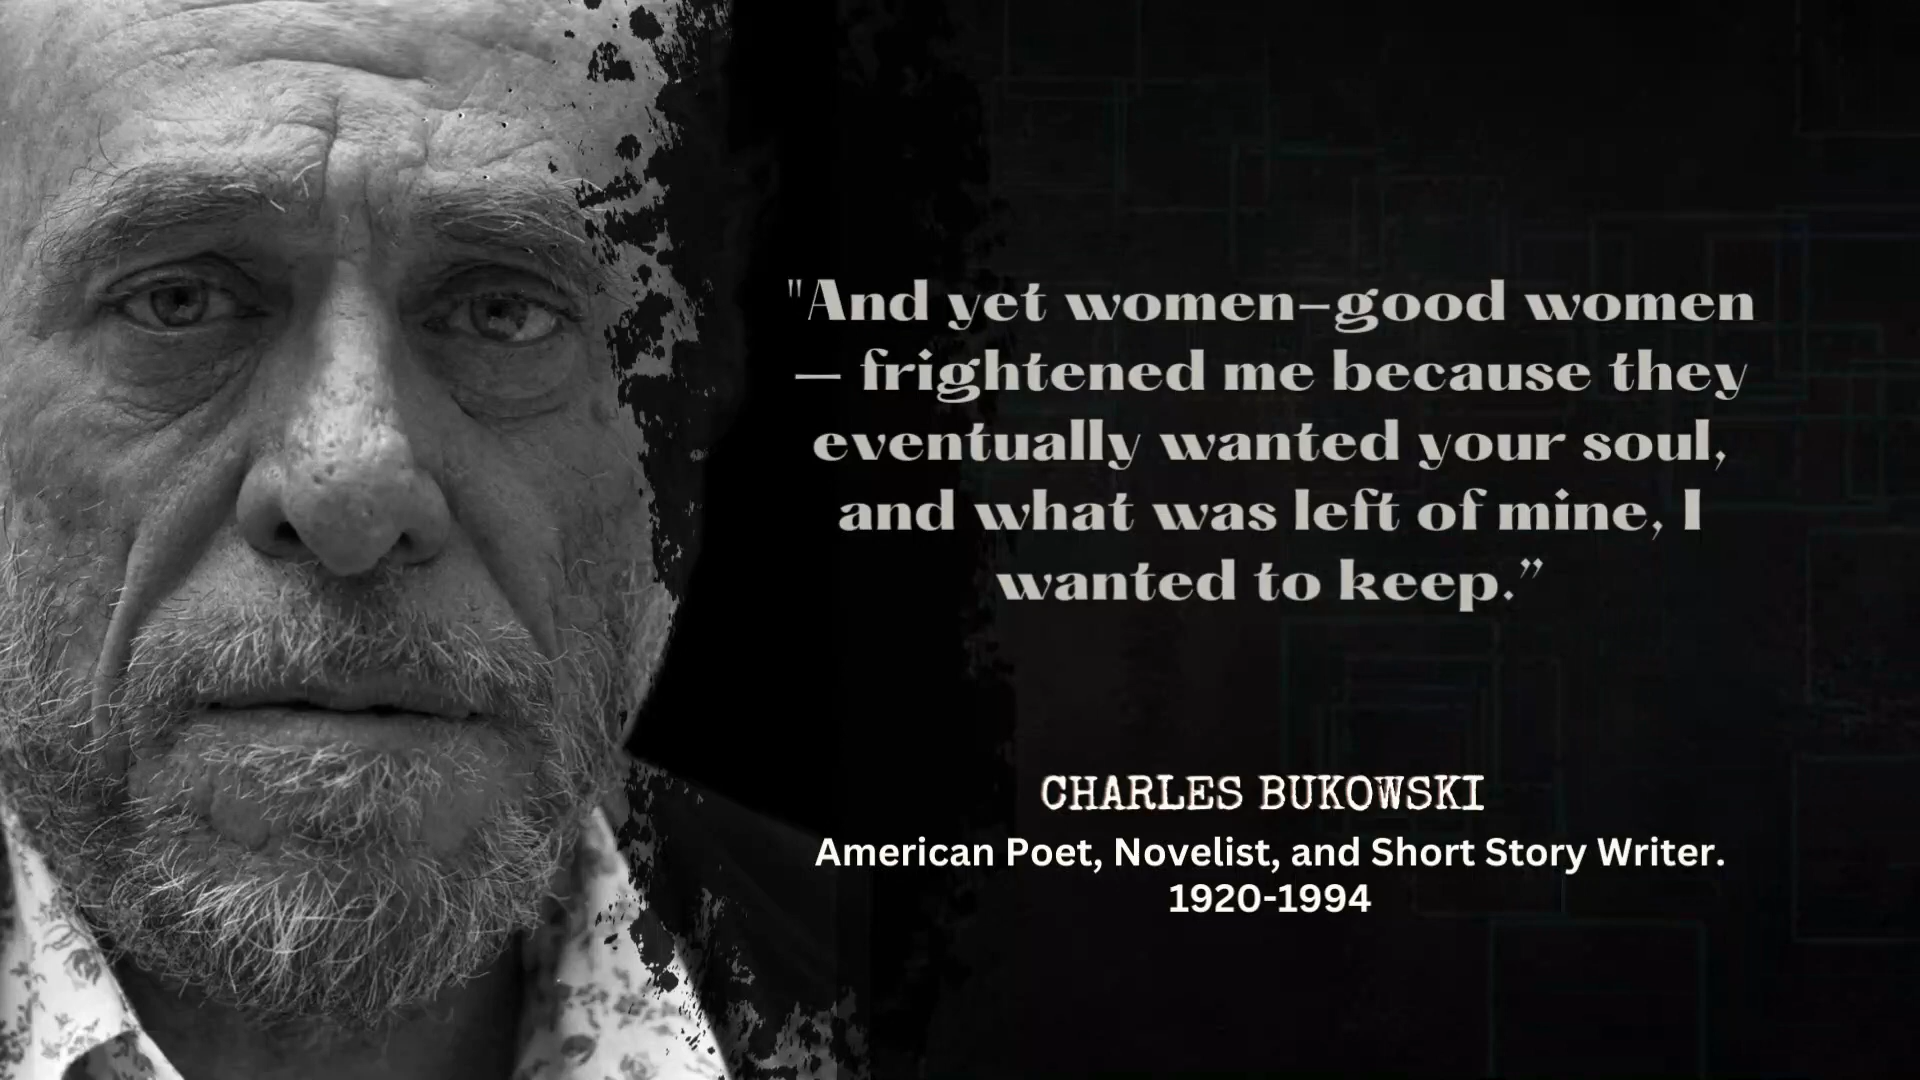 "And yet women—good women
— frightened me because they
eventually wanted your soul,
and what was left of mine, I
wanted to keep.”
CHARLES BUKOWSKI
American Poet, Novelist, and Short Story Writer.
1920-1994